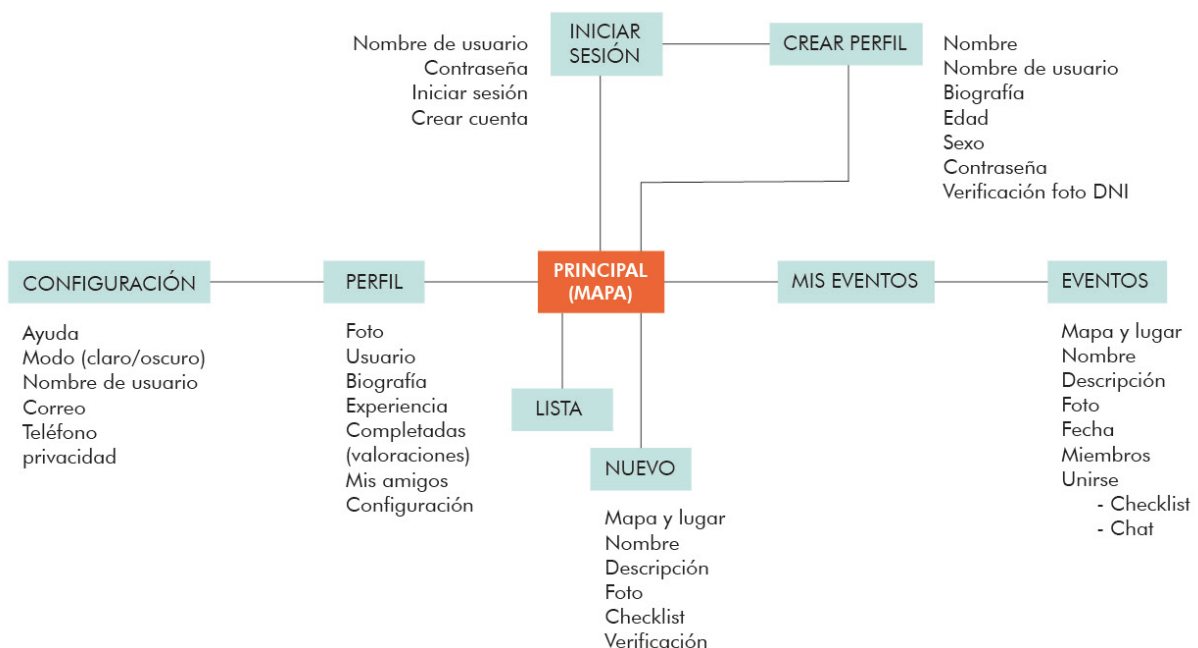 INICIAR
SESIÓN
Nombre de usuario
Contraseña
Iniciar sesión
Crear cuenta
CREAR PERFIL
Nombre
Nombre de usuario
Biografía
Edad
Sexo
Contraseña
Verificación foto DNI
CONFIGURACIÓN
Ayuda
Modo (claro/oscuro)
Nombre de usuario
Correo
Teléfono
privacidad
PERFIL
Foto
Usuario
Biografía
Experiencia
Completadas
(valoraciones)
Mis amigos
Configuración
PRINCIPAL
(MAPA)
LISTA
NUEVO
Mapa y lugar
Nombre
Descripción
Foto
Checklist
Verificación
MIS EVENTOS
EVENTOS
Mapa y lugar
Nombre
Descripción
Foto
Fecha
Miembros
Unirse
- Checklist
- Chat